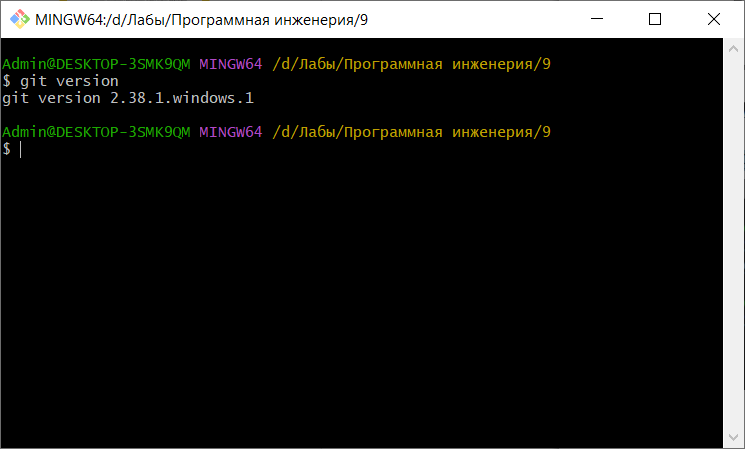 MINGW64:/d/Лабы/Программная инженерия/9
Admin@DESKTOP-3SMK9QM MINGW64 /d/Лабы/Программная инженерия/9
$ git version
git version 2.38.1.windows.1
Admin@DESKTOP-3SMK9QM MINGW64 /d/Лабы/Программная инженерия/9
$